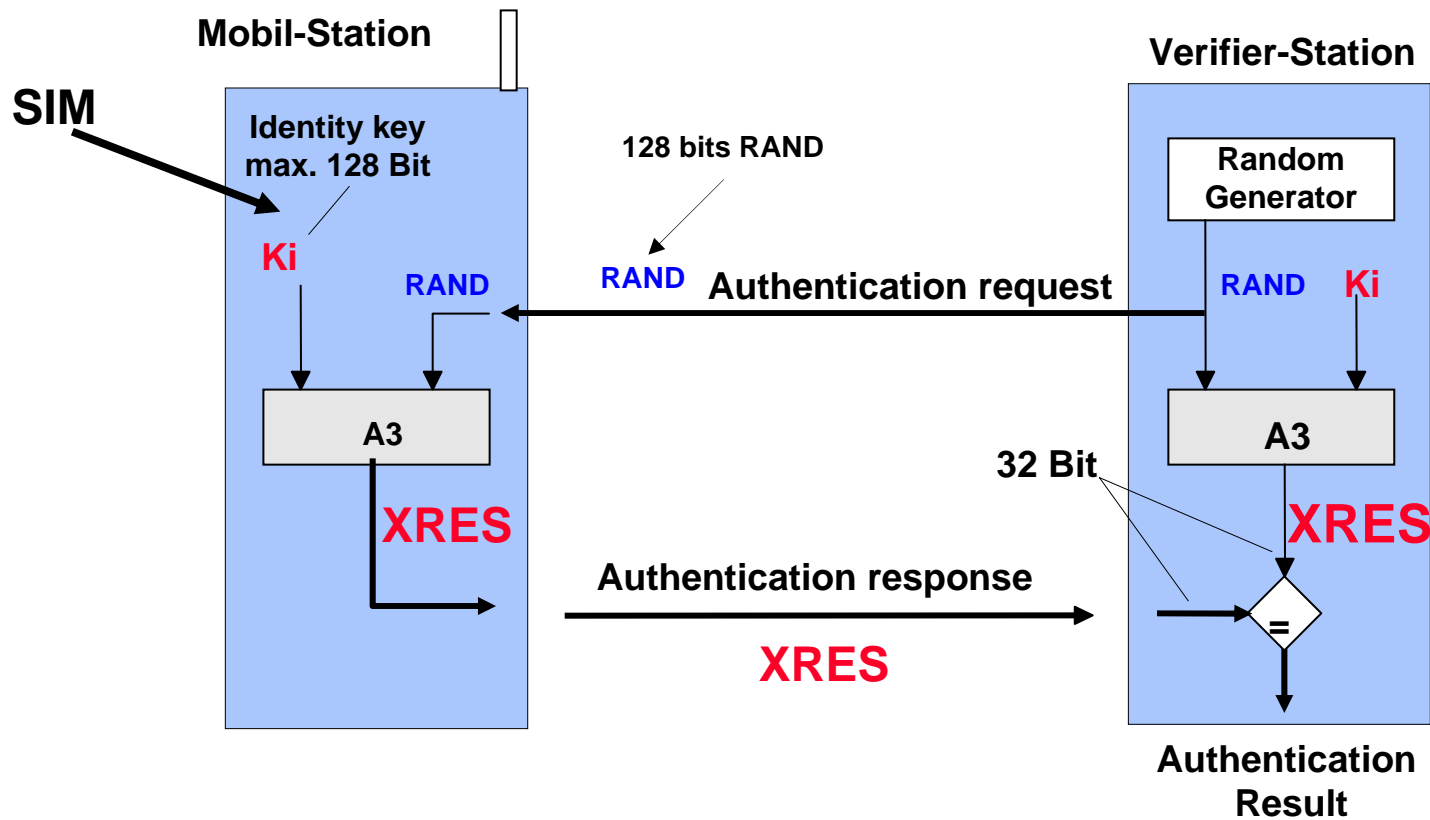 Mobil-Station
Verifier-Station
SIM
Identity key
max. 128 Bit
128 bits RAND
Random
Generator
Ki
RAND
RAND
Authentication request
RAND
Ki
A3
A3
32 Bit
XRES
XRES
Authentication response
=
XRES
Authentication
Result